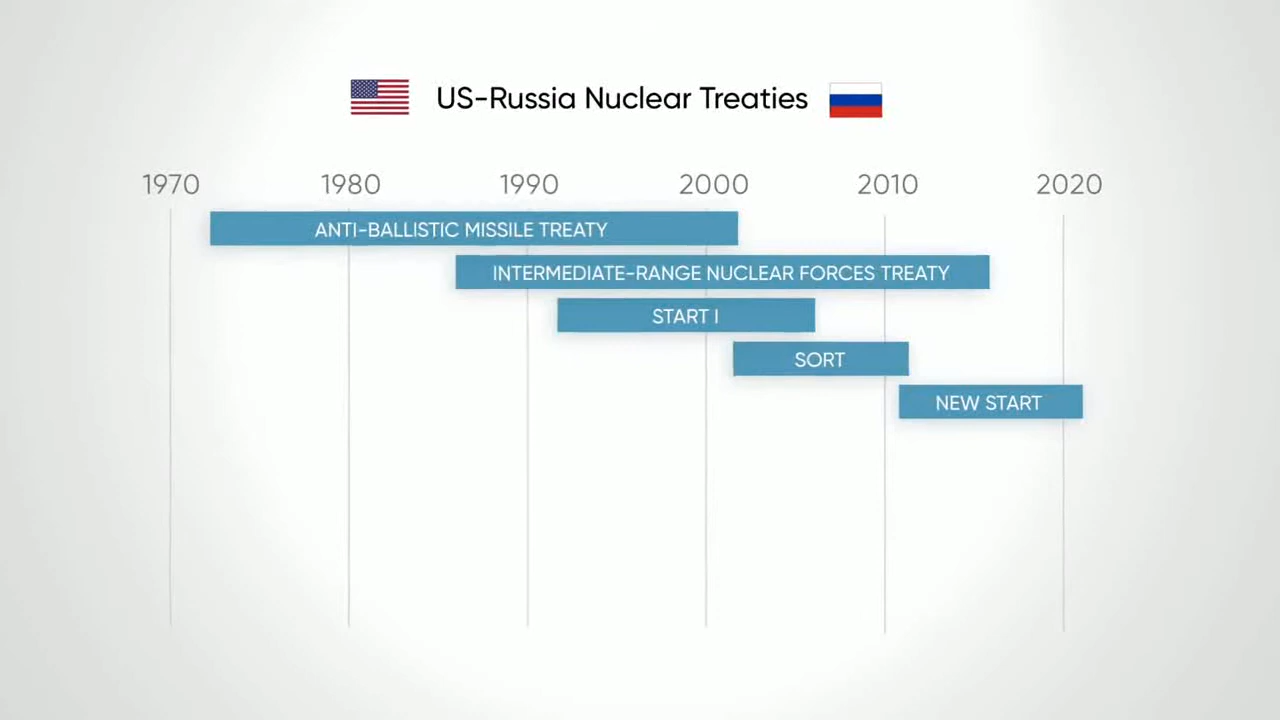 US-Russia Nuclear Treaties
1970 1980 1990 2000 2010 2020
ANTI-BALLISTIC MISSILE TREATY
INTERMEDIATE-RANGE NUCLEAR FORCES TREATY
START I
SORT
NEW START